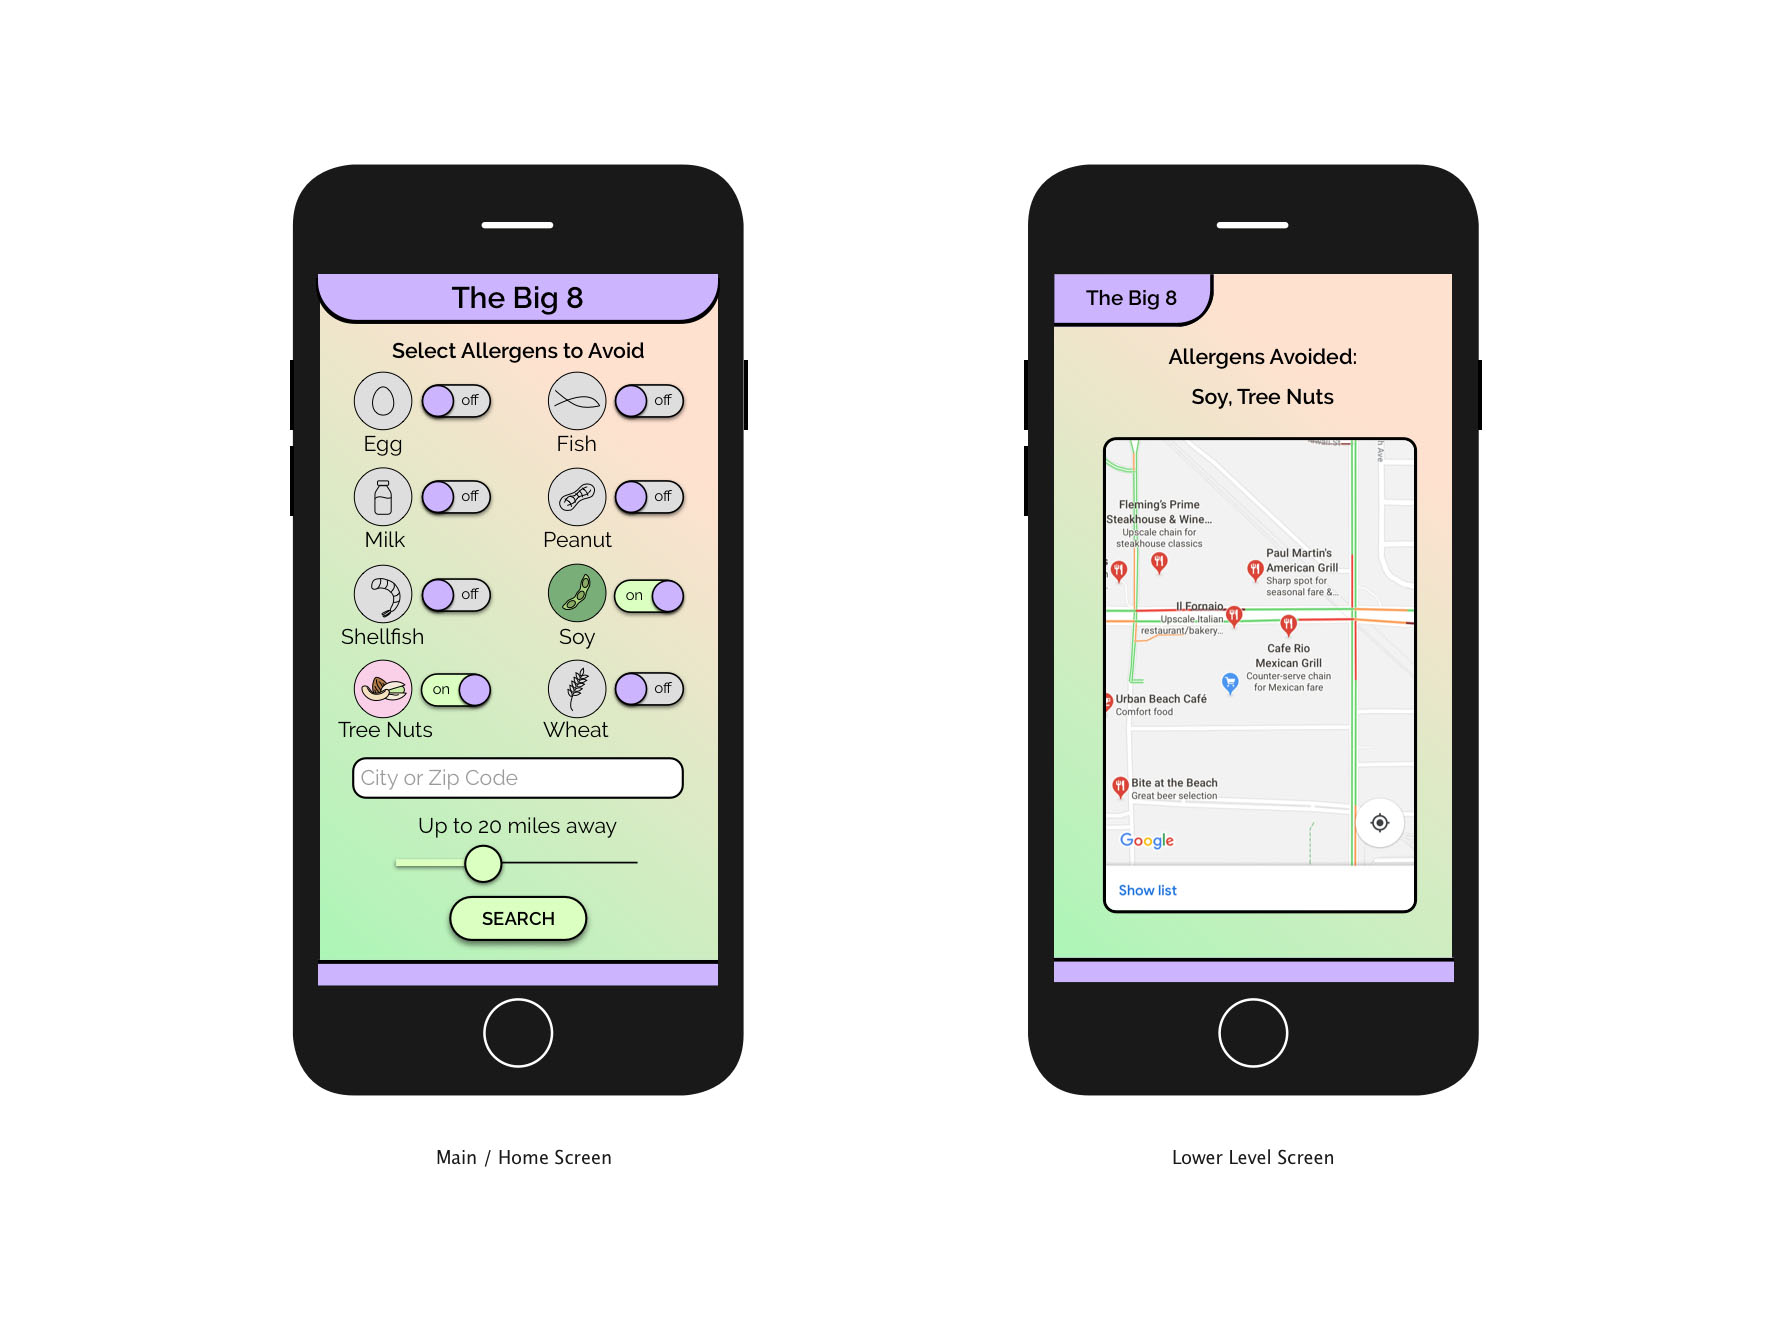 The Big 8
Select Allergens to Avoid
off
off
Egg
Fish
off
off
Milk
Peanut
off
on
Shellfish
Soy
on
off
Tree Nuts
Wheat
City or Zip Code
Up to 20 miles away
SEARCH
Main / Home Screen
The Big 8
Allergens Avoided:
Soy, Tree Nuts
h Ave
Fleming's Prime
Steakhouse & Wine...
Upscale chain for
steakhouse classics
Paul Martin's
American Grill
Sharp spot for
seasonal fare &...
Il Fornaio
Upscale Italian
restaurant/bakery...
Cafe Rio
Mexican Grill
Counter-serve chain
for Mexican fare
Urban Beach Café
Comfort food
Bite at the Beach
Great beer selection
Google
Show list
Lower Level Screen